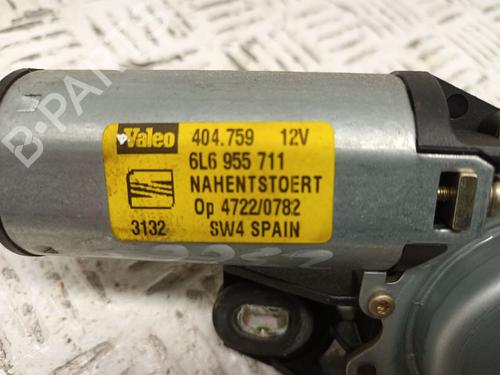 B-PARTS
Valeo 404.759 12V
6L6 955 711
NAHENTSTOERT
Op 4722/0782
3132 SW4 SPAIN